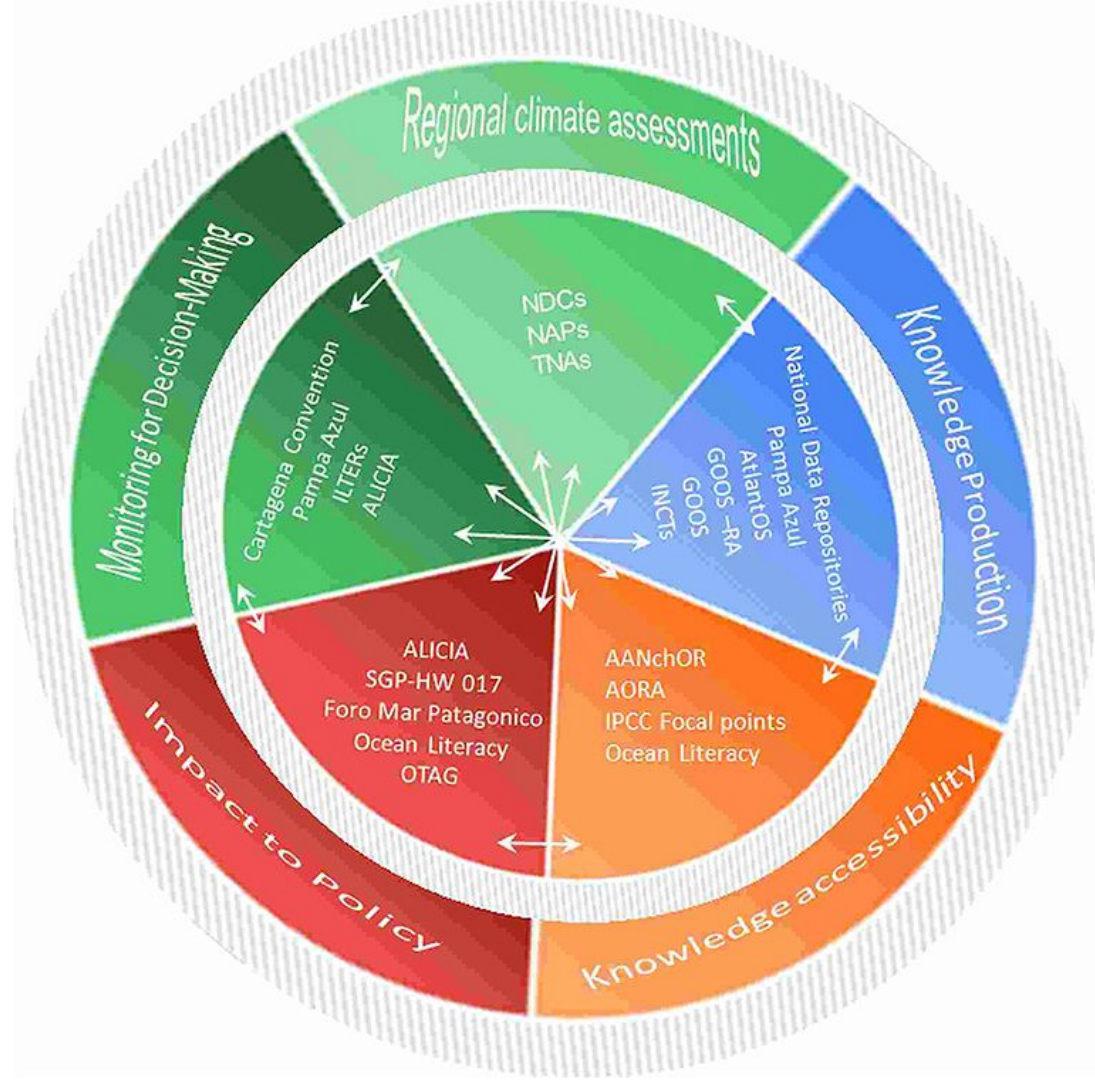 Regional climate assessments
Knowledge Production
Knowledge accessibility
Impact to Policy
Monitoring for Decision-Making
NDCs
NAPs
TNAs
National Data Repositories
Pampa Azul
AtlantOS
GOOS –RA
GOOS
INCTs
AANchOR
AORA
IPCC Focal points
Ocean Literacy
ALICIA
SGP-HW 017
Foro Mar Patagonico
Ocean Literacy
OTAG
Cartagena Convention
Pampa Azul
ILTERs
ALICIA